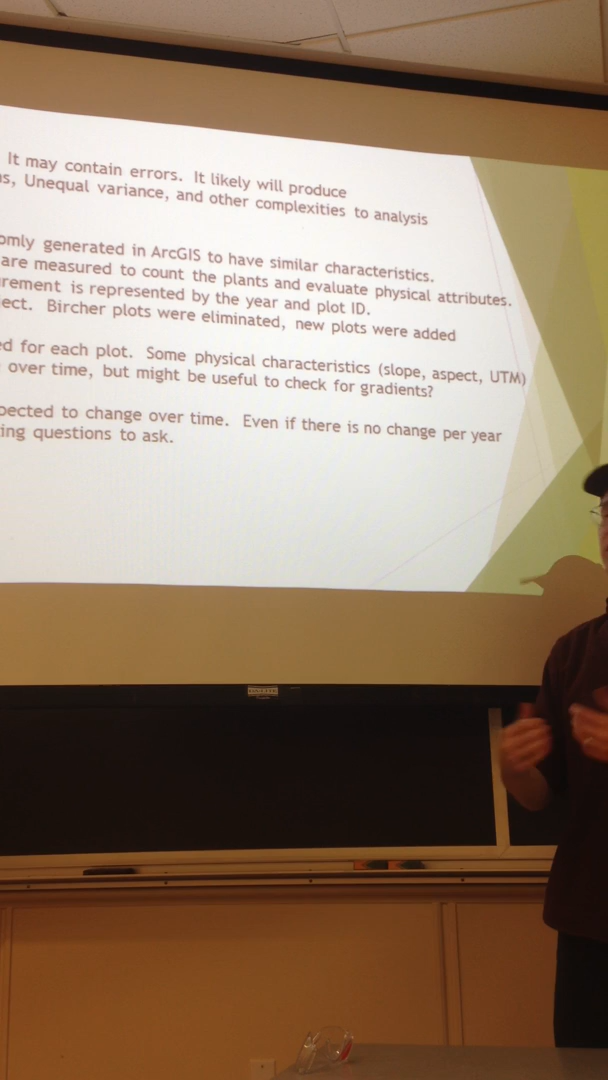 It may contain errors. It likely will produce
s, Unequal variance, and other complexities to analysis
omly generated in ArcGIS to have similar characteristics.
are measured to count the plants and evaluate physical attributes.
rement is represented by the year and plot ID.
ect. Bircher plots were eliminated, new plots were added
ed for each plot. Some physical characteristics (slope, aspect, UTM)
over time, but might be useful to check for gradients?
pected to change over time. Even if there is no change per year
ing questions to ask.